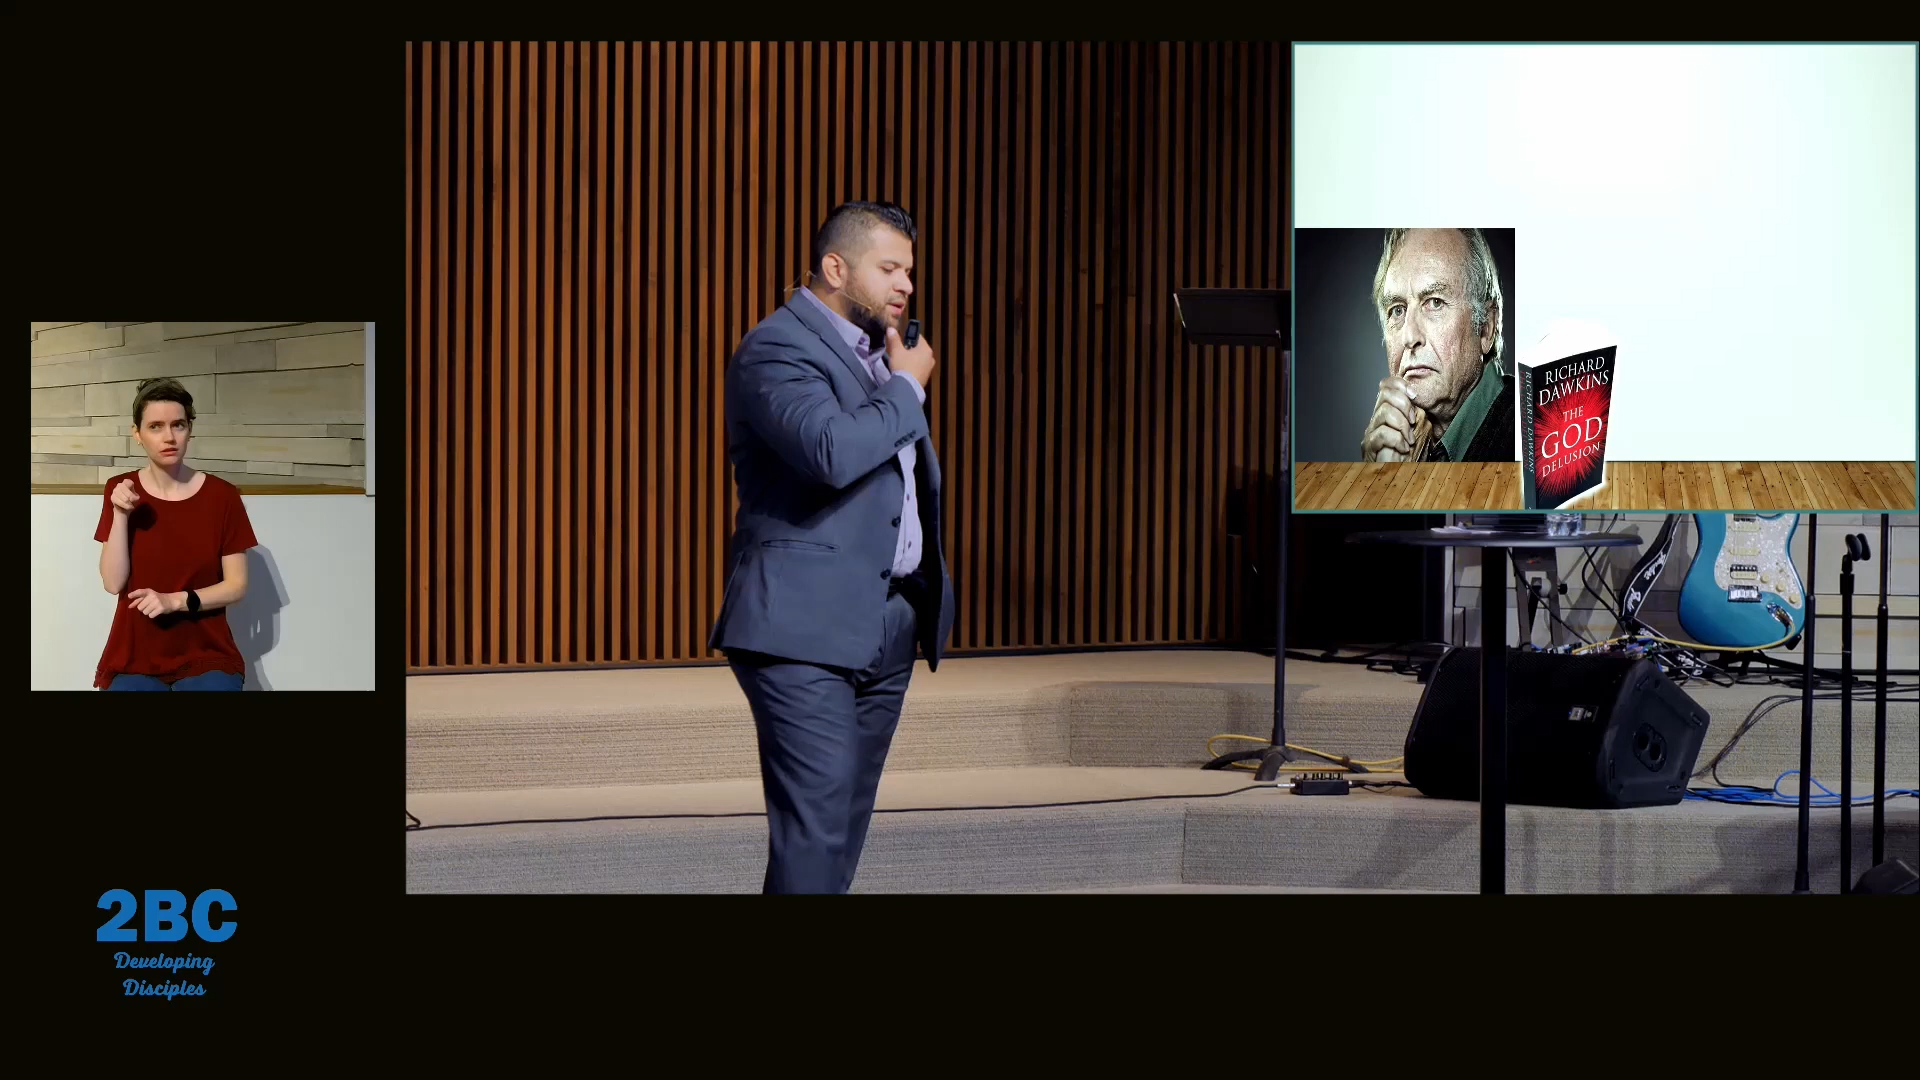 RICHARD
DAWKINS
THE
GOD
DELUSION
RICHARD DAWKINS
2BC
Developing
Disciples